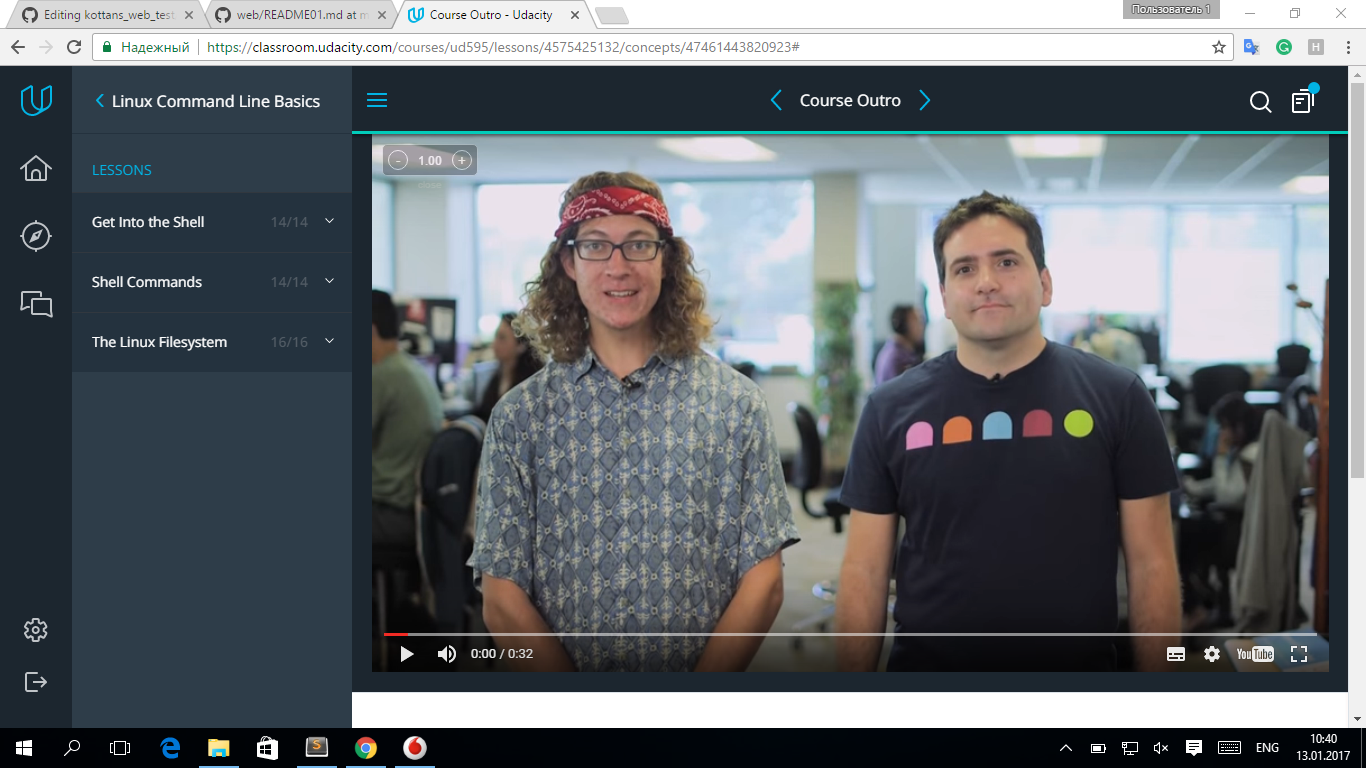 Editing kottans_web_test
web/README01.md at m
Course Outro - Udacity
Пользователь 1
Надежный
https://classroom.udacity.com/courses/ud595/lessons/4575425132/concepts/47461443820923#
Linux Command Line Basics
Course Outro
LESSONS
Get Into the Shell 14/14
Shell Commands 14/14
The Linux Filesystem 16/16
- 1.00 +
0:00 / 0:32
YouTube
ENG
10:40
13.01.2017